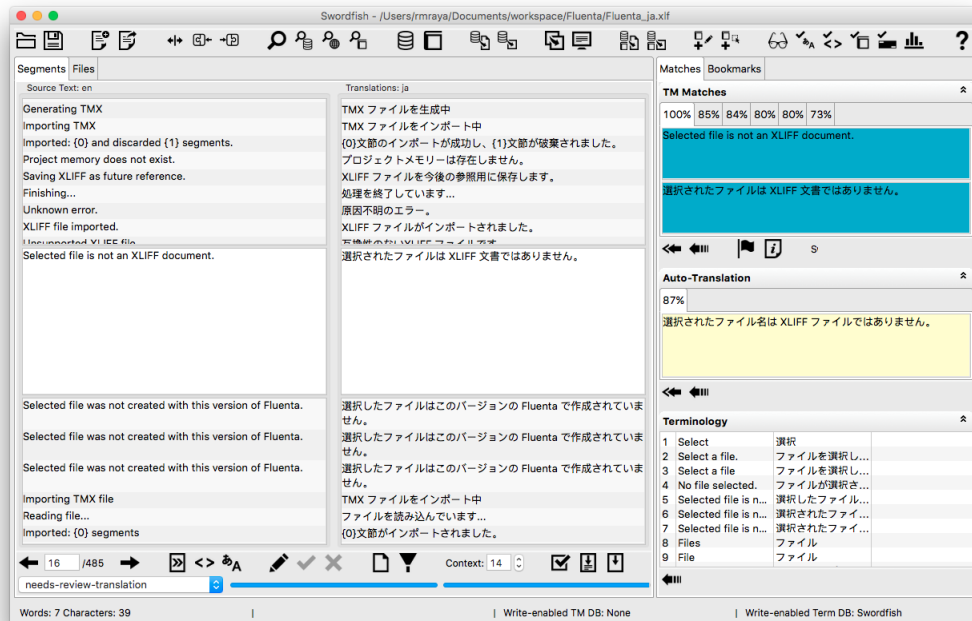 Swordfish - /Users/rmraya/Documents/workspace/Fluenta/Fluenta_ja.xlf
Segments Files
Source Text: en
Translations: ja
Generating TMX
TMX ファイルを生成中
Importing TMX
TMX ファイルをインポート中
Imported: {0} and discarded {1} segments.
{0}文節のインポートが成功し、{1}文節が破棄されました。
Project memory does not exist.
プロジェクトメモリーは存在しません。
Saving XLIFF as future reference.
XLIFF ファイルを今後の参照用に保存します。
Finishing...
処理を終了しています...
Unknown error.
原因不明のエラー。
XLIFF file imported.
XLIFF ファイルがインポートされました。
Unsupported XLIFF file
互換性のない XLIFF ファイルです
Selected file is not an XLIFF document.
選択されたファイルは XLIFF 文書ではありません。
Selected file was not created with this version of Fluenta.
選択したファイルはこのバージョンの Fluenta で作成されていま
せん。
Selected file was not created with this version of Fluenta.
選択したファイルはこのバージョンの Fluenta で作成されていま
せん。
Selected file was not created with this version of Fluenta.
選択したファイルはこのバージョンの Fluenta で作成されていま
せん。
Importing TMX file
TMX ファイルをインポート中
Reading file...
ファイルを読み込んでいます...
Imported: {0} segments
{0}文節がインポートされました。
16 /485
Context: 14
needs-review-translation
Matches Bookmarks
TM Matches
100% 85% 84% 80% 80% 73%
Selected file is not an XLIFF document.
選択されたファイルは XLIFF 文書ではありません。
Auto-Translation
87%
選択されたファイル名は XLIFF ファイルではありません。
Terminology
1 Select 選択
2 Select a file. ファイルを選択し...
3 Select a file ファイルを選択し...
4 No file selected. ファイルが選択さ...
5 Selected file is n... 選択したファイル...
6 Selected file is n... 選択されたファイ...
7 Selected file is n... 選択されたファイ...
8 Files ファイル
9 File ファイル
Words: 7 Characters: 39 | | Write-enabled TM DB: None | Write-enabled Term DB: Swordfish